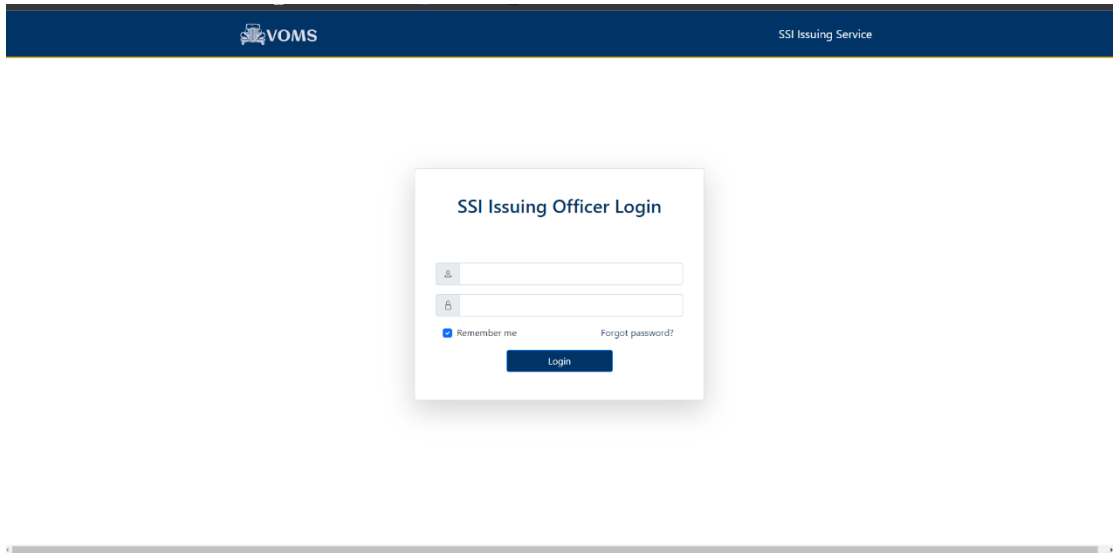 VOMS
SSI Issuing Service
SSI Issuing Officer Login
Remember me
Forgot password?
Login